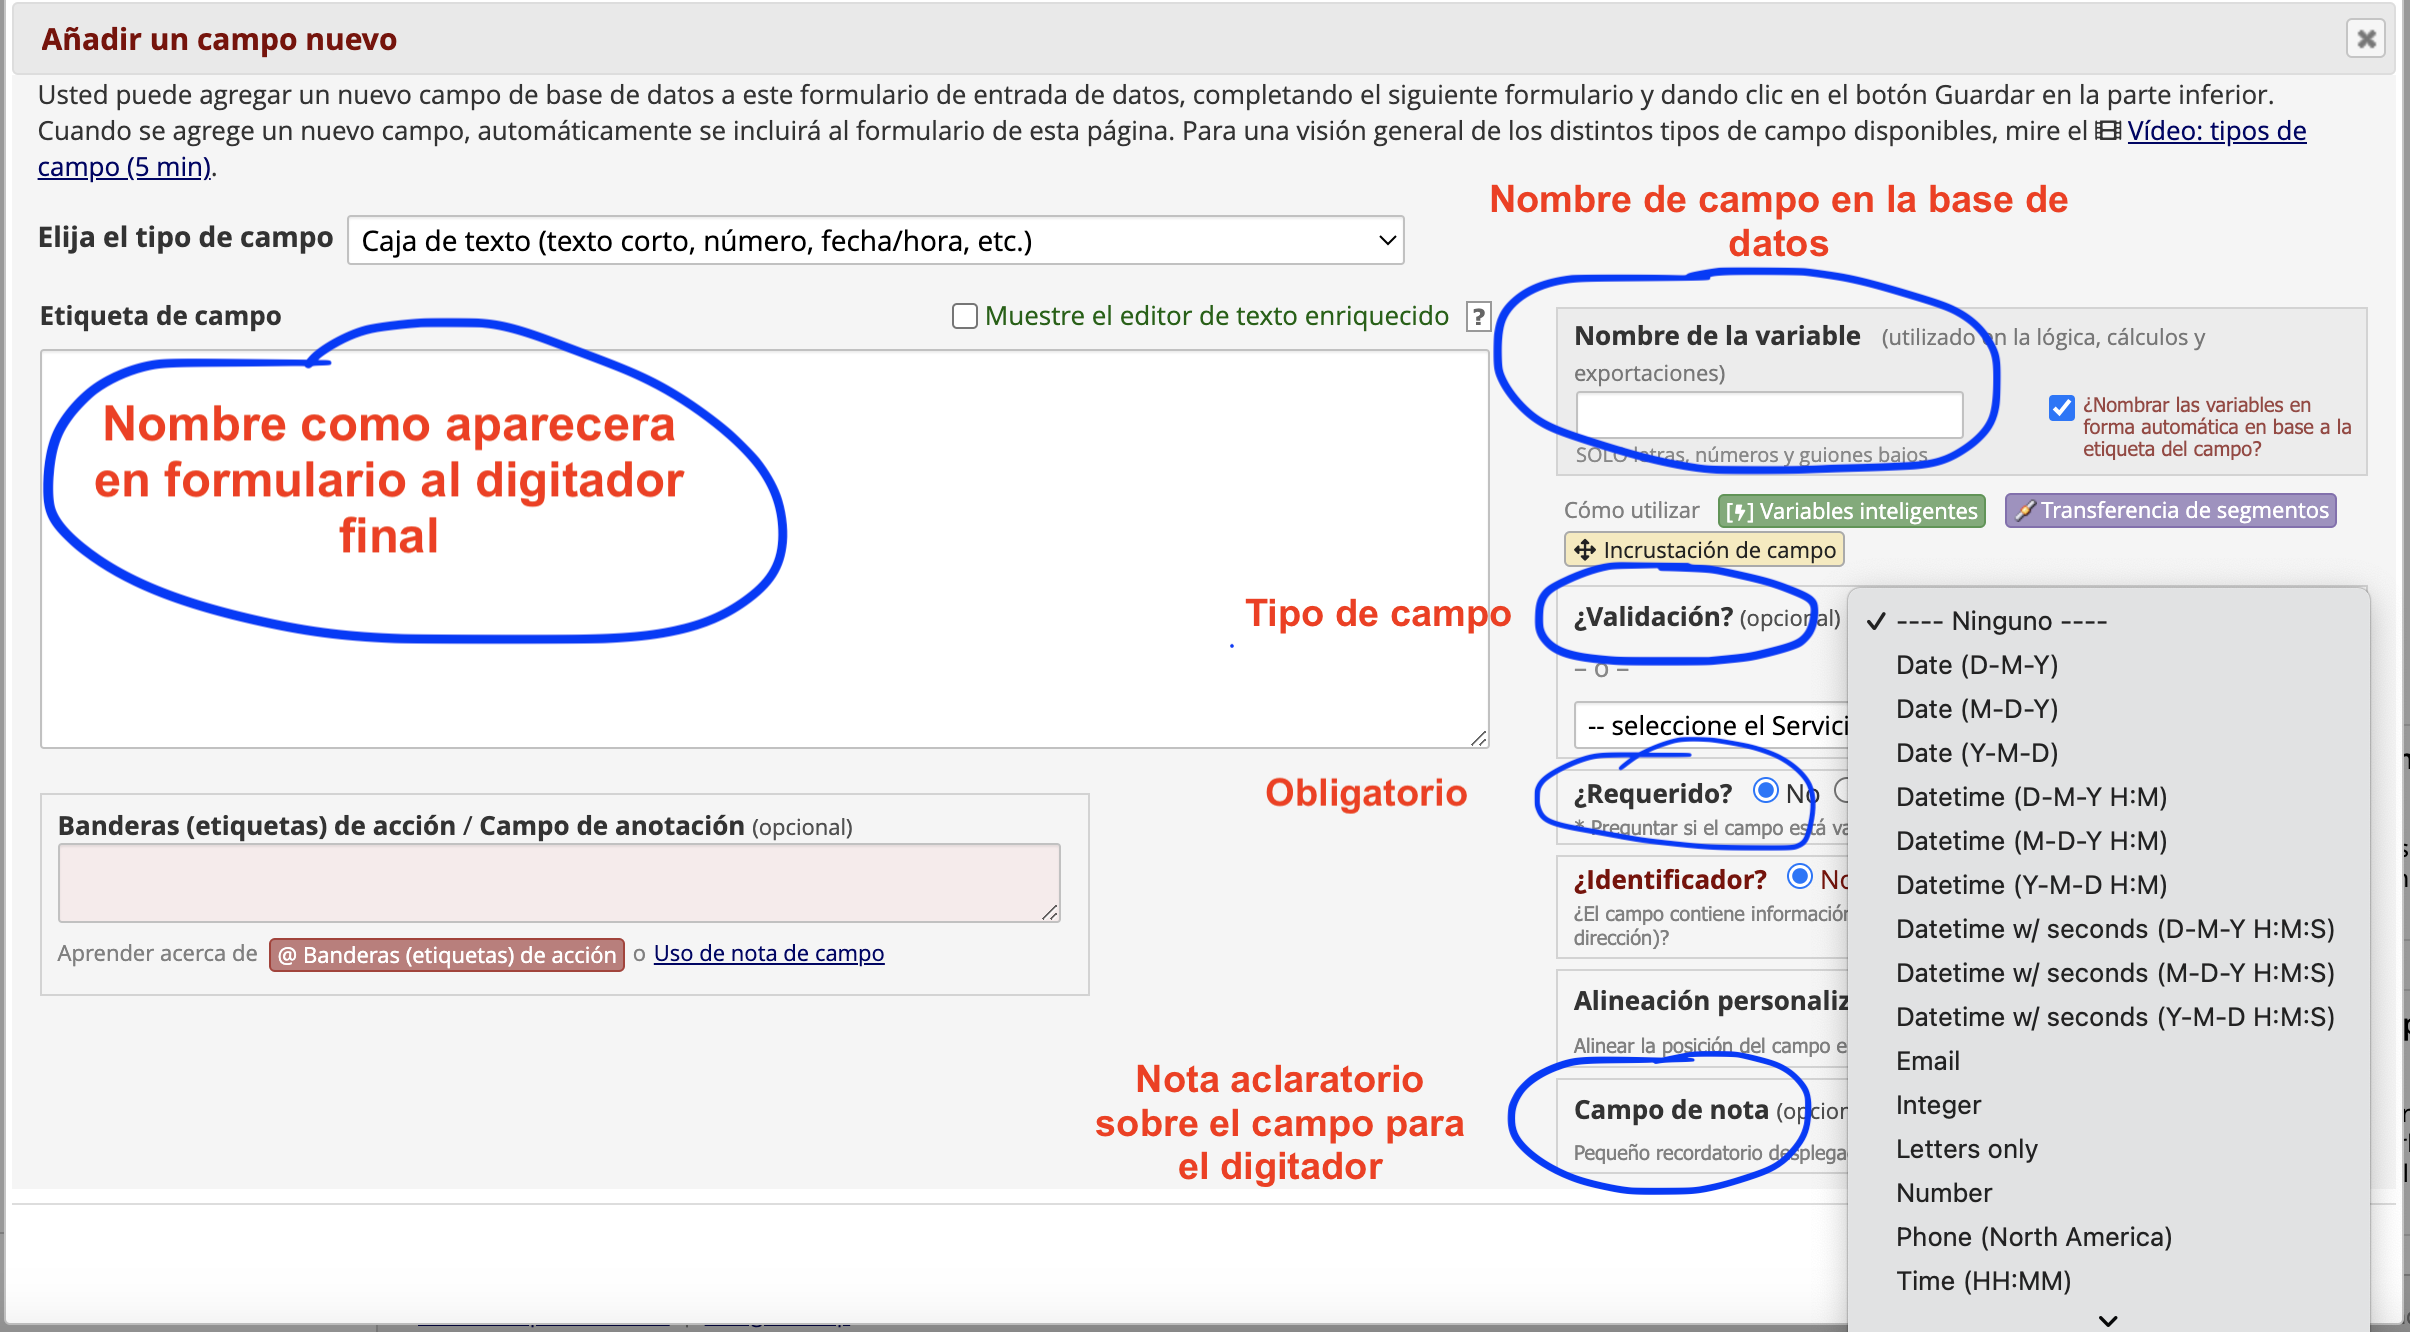 Añadir un campo nuevo
Usted puede agregar un nuevo campo de base de datos a este formulario de entrada de datos, completando el siguiente formulario y dando clic en el botón Guardar en la parte inferior.
Cuando se agrege un nuevo campo, automáticamente se incluirá al formulario de esta página. Para una visión general de los distintos tipos de campo disponibles, mire el Vídeo: tipos de
campo (5 min).
Nombre de campo en la base de
datos
Elija el tipo de campo Caja de texto (texto corto, número, fecha/hora, etc.)
Etiqueta de campo Muestre el editor de texto enriquecido ?
Nombre como aparecera
en formulario al digitador
final
Nombre de la variable (utilizado en la lógica, cálculos y
exportaciones)
¿Nombrar las variables en
forma automática en base a la
etiqueta del campo?
SOLO letras, números y guiones bajos
Cómo utilizar [ϟ] Variables inteligentes Transferencia de segmentos
Incrustación de campo
Tipo de campo
¿Validación? (opcional)
– o –
-- seleccione el Servici
Obligatorio
¿Requerido? No
* Preguntar si el campo está va
Banderas (etiquetas) de acción / Campo de anotación (opcional)
Aprender acerca de @ Banderas (etiquetas) de acción o Uso de nota de campo
¿Identificador? No
¿El campo contiene información
dirección)?
Alineación personaliz
Alinear la posición del campo e
Nota aclaratorio
sobre el campo para
el digitador
Campo de nota (opcion
Pequeño recordatorio desplega
✓ ---- Ninguno ----
Date (D-M-Y)
Date (M-D-Y)
Date (Y-M-D)
Datetime (D-M-Y H:M)
Datetime (M-D-Y H:M)
Datetime (Y-M-D H:M)
Datetime w/ seconds (D-M-Y H:M:S)
Datetime w/ seconds (M-D-Y H:M:S)
Datetime w/ seconds (Y-M-D H:M:S)
Email
Integer
Letters only
Number
Phone (North America)
Time (HH:MM)